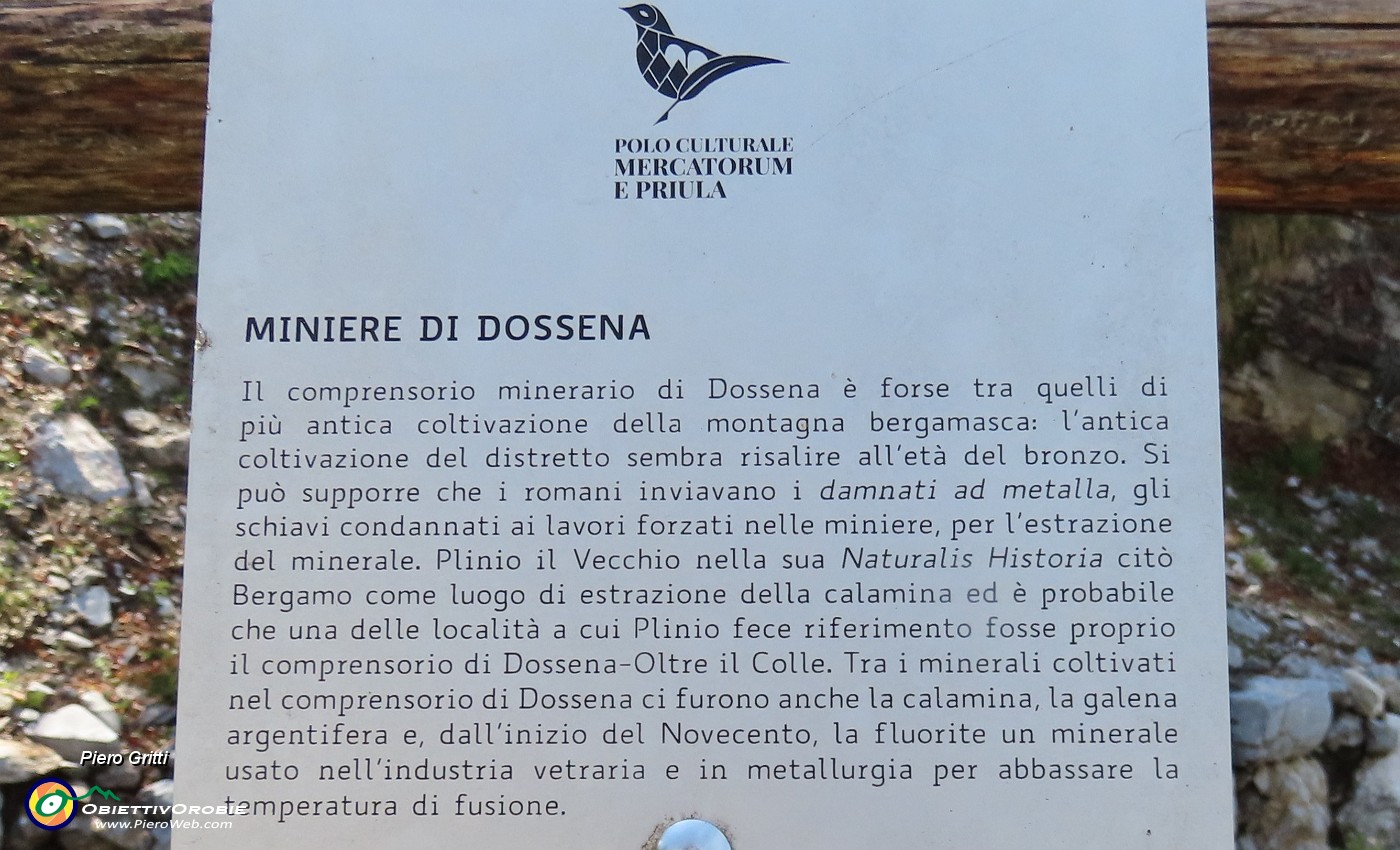 POLO CULTURALE
MERCATORUM
E PRIULA
MINIERE DI DOSSENA
Il comprensorio minerario di Dossena è forse tra quelli di
più antica coltivazione della montagna bergamasca: l'antica
coltivazione del distretto sembra risalire all'età del bronzo. Si
può supporre che i romani inviavano i damnati ad metalla, gli
schiavi condannati ai lavori forzati nelle miniere, per l'estrazione
del minerale. Plinio il Vecchio nella sua Naturalis Historia citò
Bergamo come luogo di estrazione della calamina ed è probabile
che una delle località a cui Plinio fece riferimento fosse proprio
il comprensorio di Dossena-Oltre il Colle. Tra i minerali coltivati
nel comprensorio di Dossena ci furono anche la calamina, la galena
argentifera e, dall'inizio del Novecento, la fluorite un minerale
usato nell'industria vetraria e in metallurgia per abbassare la
temperatura di fusione.
Piero Gritti
OBIETTIVOROBIE
www.PieroWeb.com